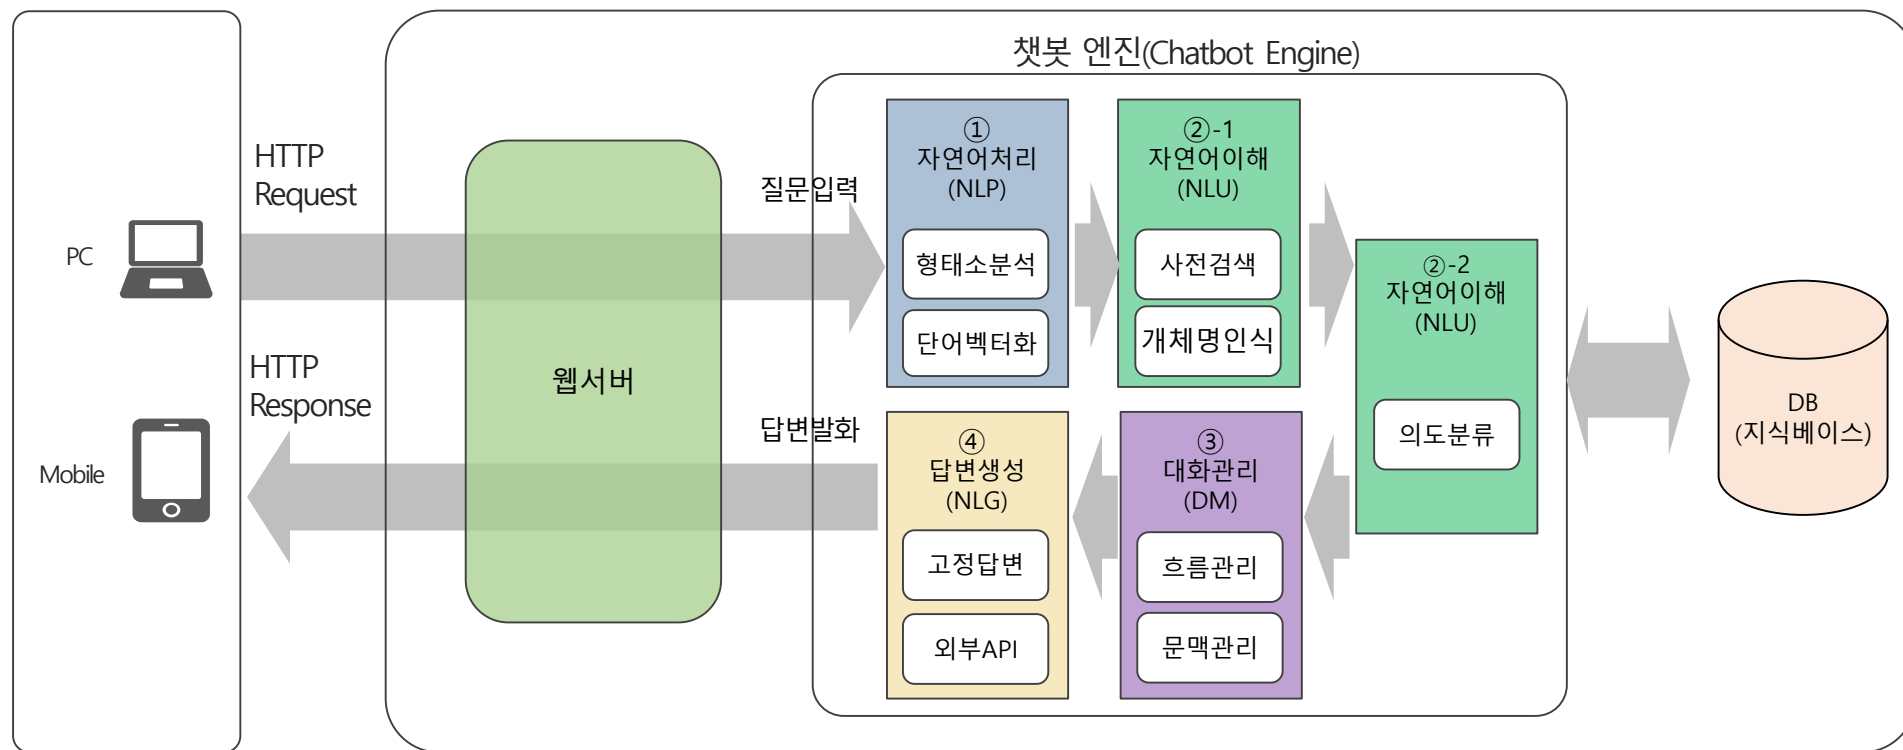 챗봇 엔진(Chatbot Engine)
PC
Mobile
HTTP
Request
HTTP
Response
웹서버
질문입력
답변발화
①
자연어처리
(NLP)
형태소분석
단어벡터화
②-1
자연어이해
(NLU)
사전검색
개체명인식
②-2
자연어이해
(NLU)
의도분류
③
대화관리
(DM)
흐름관리
문맥관리
④
답변생성
(NLG)
고정답변
외부API
DB
(지식베이스)